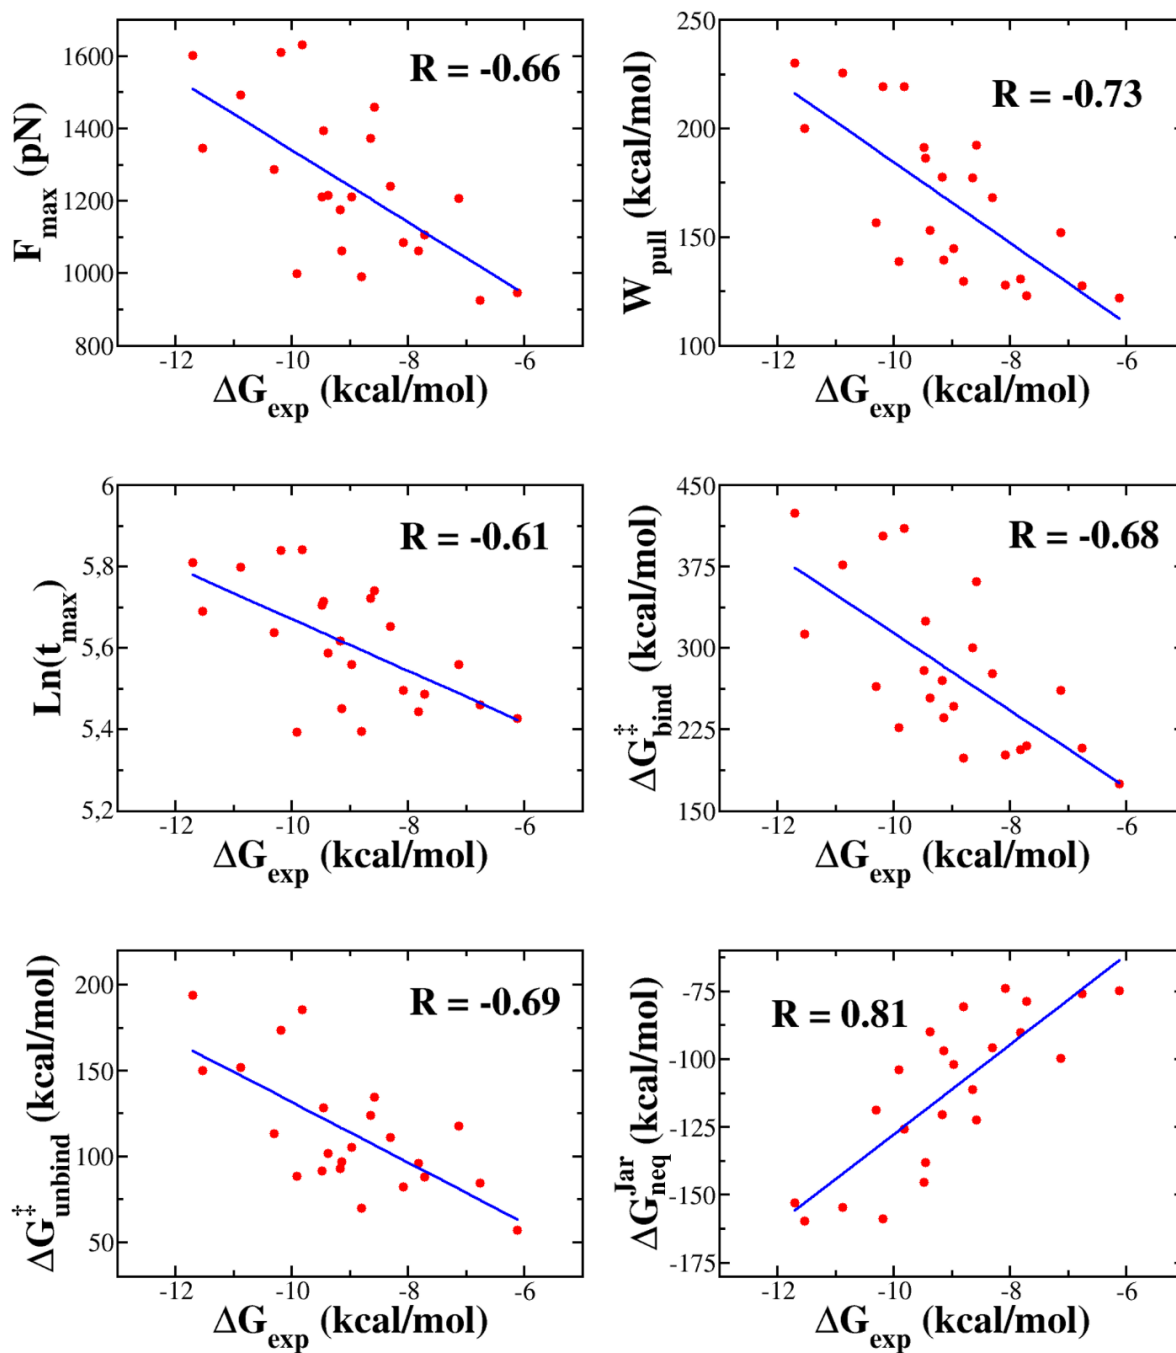 1600
1400
1200
1000
800
F_max (pN)
R = -0.66
-12 -10 -8 -6
ΔG_exp (kcal/mol)
250
200
150
100
W_pull (kcal/mol)
R = -0.73
-12 -10 -8 -6
ΔG_exp (kcal/mol)
6
5,8
5,6
5,4
5,2
Ln(t_max)
R = -0.61
-12 -10 -8 -6
ΔG_exp (kcal/mol)
450
375
300
225
150
ΔG‡_bind (kcal/mol)
R = -0.68
-12 -10 -8 -6
ΔG_exp (kcal/mol)
200
150
100
50
ΔG‡_unbind (kcal/mol)
R = -0.69
-12 -10 -8 -6
ΔG_exp (kcal/mol)
-75
-100
-125
-150
-175
ΔG^Jar_neq (kcal/mol)
R = 0.81
-12 -10 -8 -6
ΔG_exp (kcal/mol)